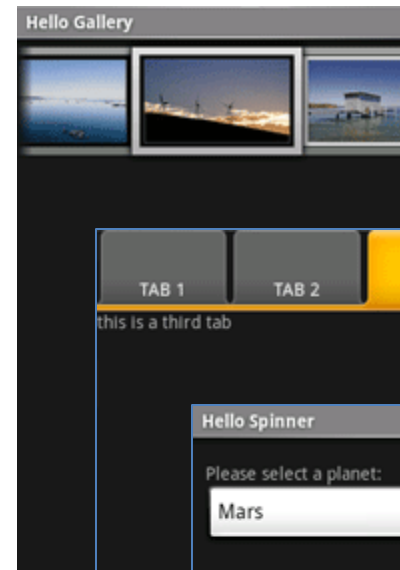 Hello Gallery
TAB 1
TAB 2
this is a third tab
Hello Spinner
Please select a planet:
Mars